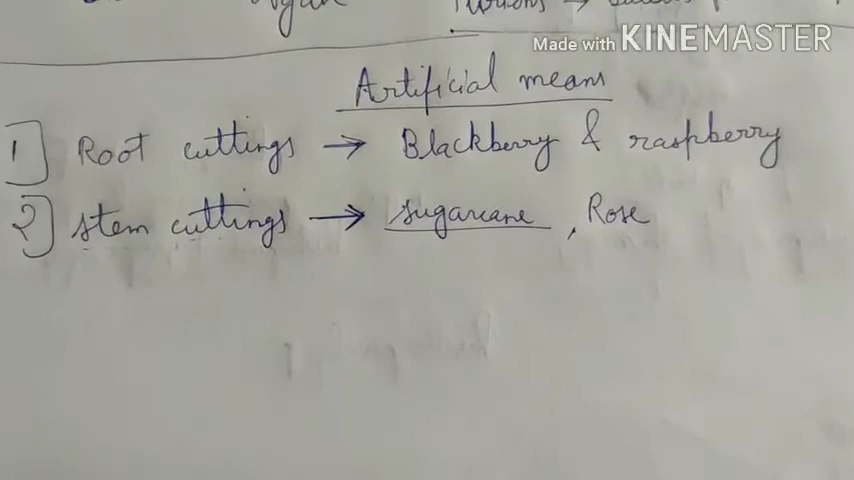 Made with KINEMASTER
Artificial means
1] Root cuttings → Blackberry & raspberry
2] Stem cuttings → sugarcane, Rose